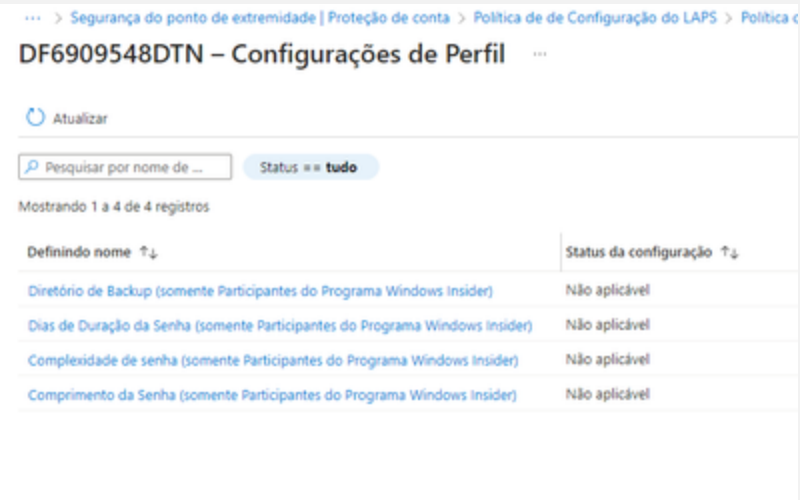 ··· > Segurança do ponto de extremidade | Proteção de conta > Política de de Configuração do LAPS > Política
DF6909548DTN – Configurações de Perfil ···
Atualizar
Pesquisar por nome de ...
Status == tudo
Mostrando 1 a 4 de 4 registros
Definindo nome ↑↓ Status da configuração ↑↓
Diretório de Backup (somente Participantes do Programa Windows Insider) Não aplicável
Dias de Duração da Senha (somente Participantes do Programa Windows Insider) Não aplicável
Complexidade de senha (somente Participantes do Programa Windows Insider) Não aplicável
Comprimento da Senha (somente Participantes do Programa Windows Insider) Não aplicável